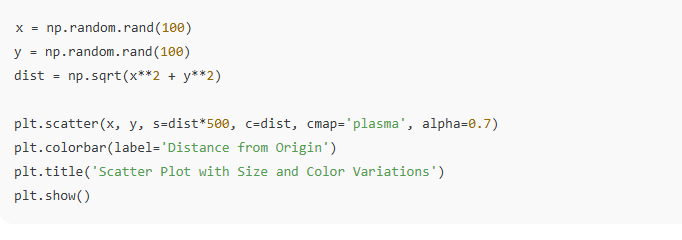 x = np.random.rand(100)
y = np.random.rand(100)
dist = np.sqrt(x**2 + y**2)
plt.scatter(x, y, s=dist*500, c=dist, cmap='plasma', alpha=0.7)
plt.colorbar(label='Distance from Origin')
plt.title('Scatter Plot with Size and Color Variations')
plt.show()